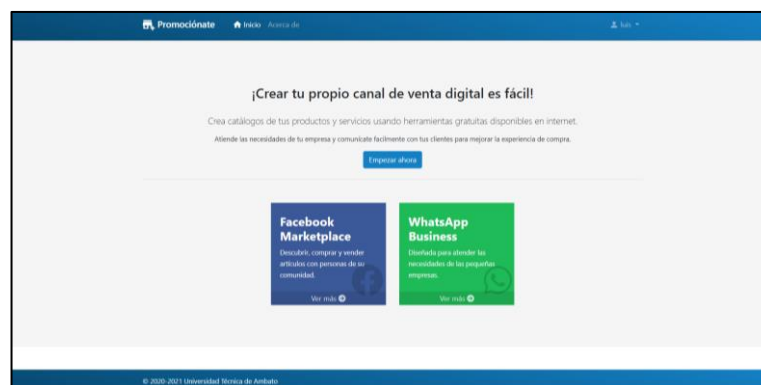 Promociónate Inicio Acerca de luis
¡Crear tu propio canal de venta digital es fácil!
Crea catálogos de tus productos y servicios usando herramientas gratuitas disponibles en internet.
Atiende las necesidades de tu empresa y comunícate facilmente con tus clientes para mejorar la experiencia de compra.
Empezar ahora
Facebook
Marketplace
Descubrir, comprar y vender
artículos con personas de su
comunidad.
Ver más
WhatsApp
Business
Diseñada para atender las
necesidades de las pequeñas
empresas.
Ver más
© 2020-2021 Universidad Técnica de Ambato